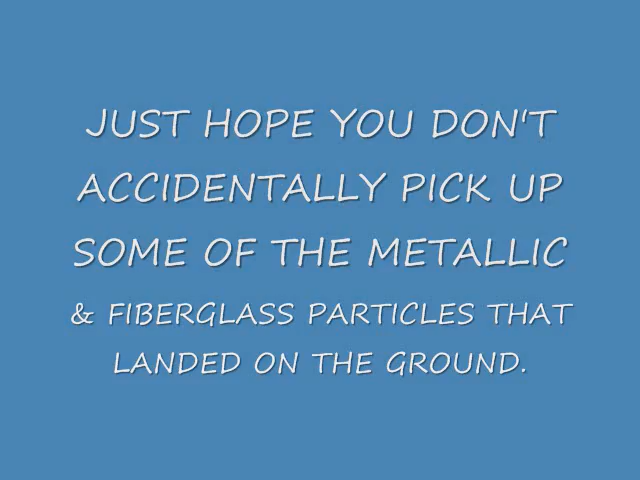 JUST HOPE YOU DON'T
ACCIDENTALLY PICK UP
SOME OF THE METALLIC
& FIBERGLASS PARTICLES THAT
LANDED ON THE GROUND.